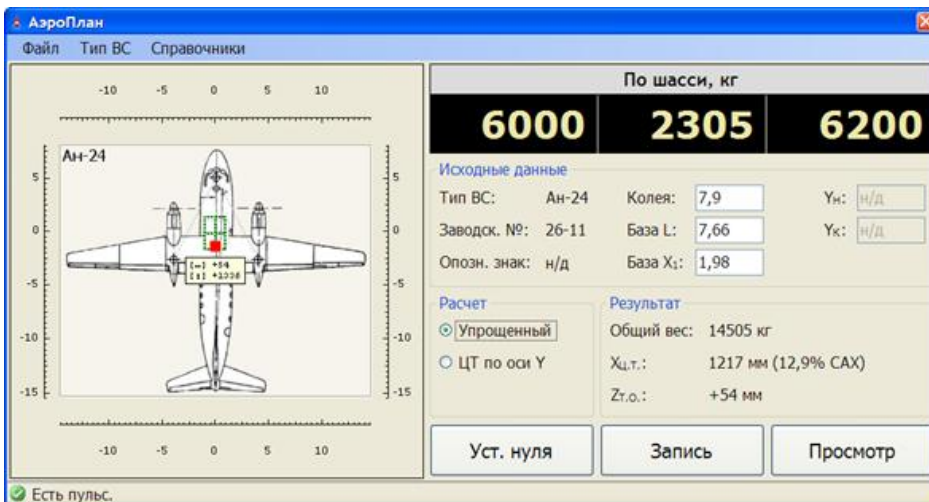 АэроПлан
Файл Тип ВС Справочники
По шасси, кг
6000 2305 6200
-10 -5 0 5 10
Ан-24
5 5
0 0
-5 -5
-10 -10
-15 -15
-10 -5 0 5 10
[↔] +54
Исходные данные
Тип ВС: Ан-24 Колея: 7,9 Yн: н/д
Заводск. №: 26-11 База L: 7,66 Yк: н/д
Опозн. знак: н/д База X₁: 1,98
Расчет
Упрощенный
ЦТ по оси Y
Результат
Общий вес: 14505 кг
Xц.т.: 1217 мм (12,9% САХ)
Zт.о.: +54 мм
Уст. нуля Запись Просмотр
Есть пульс.